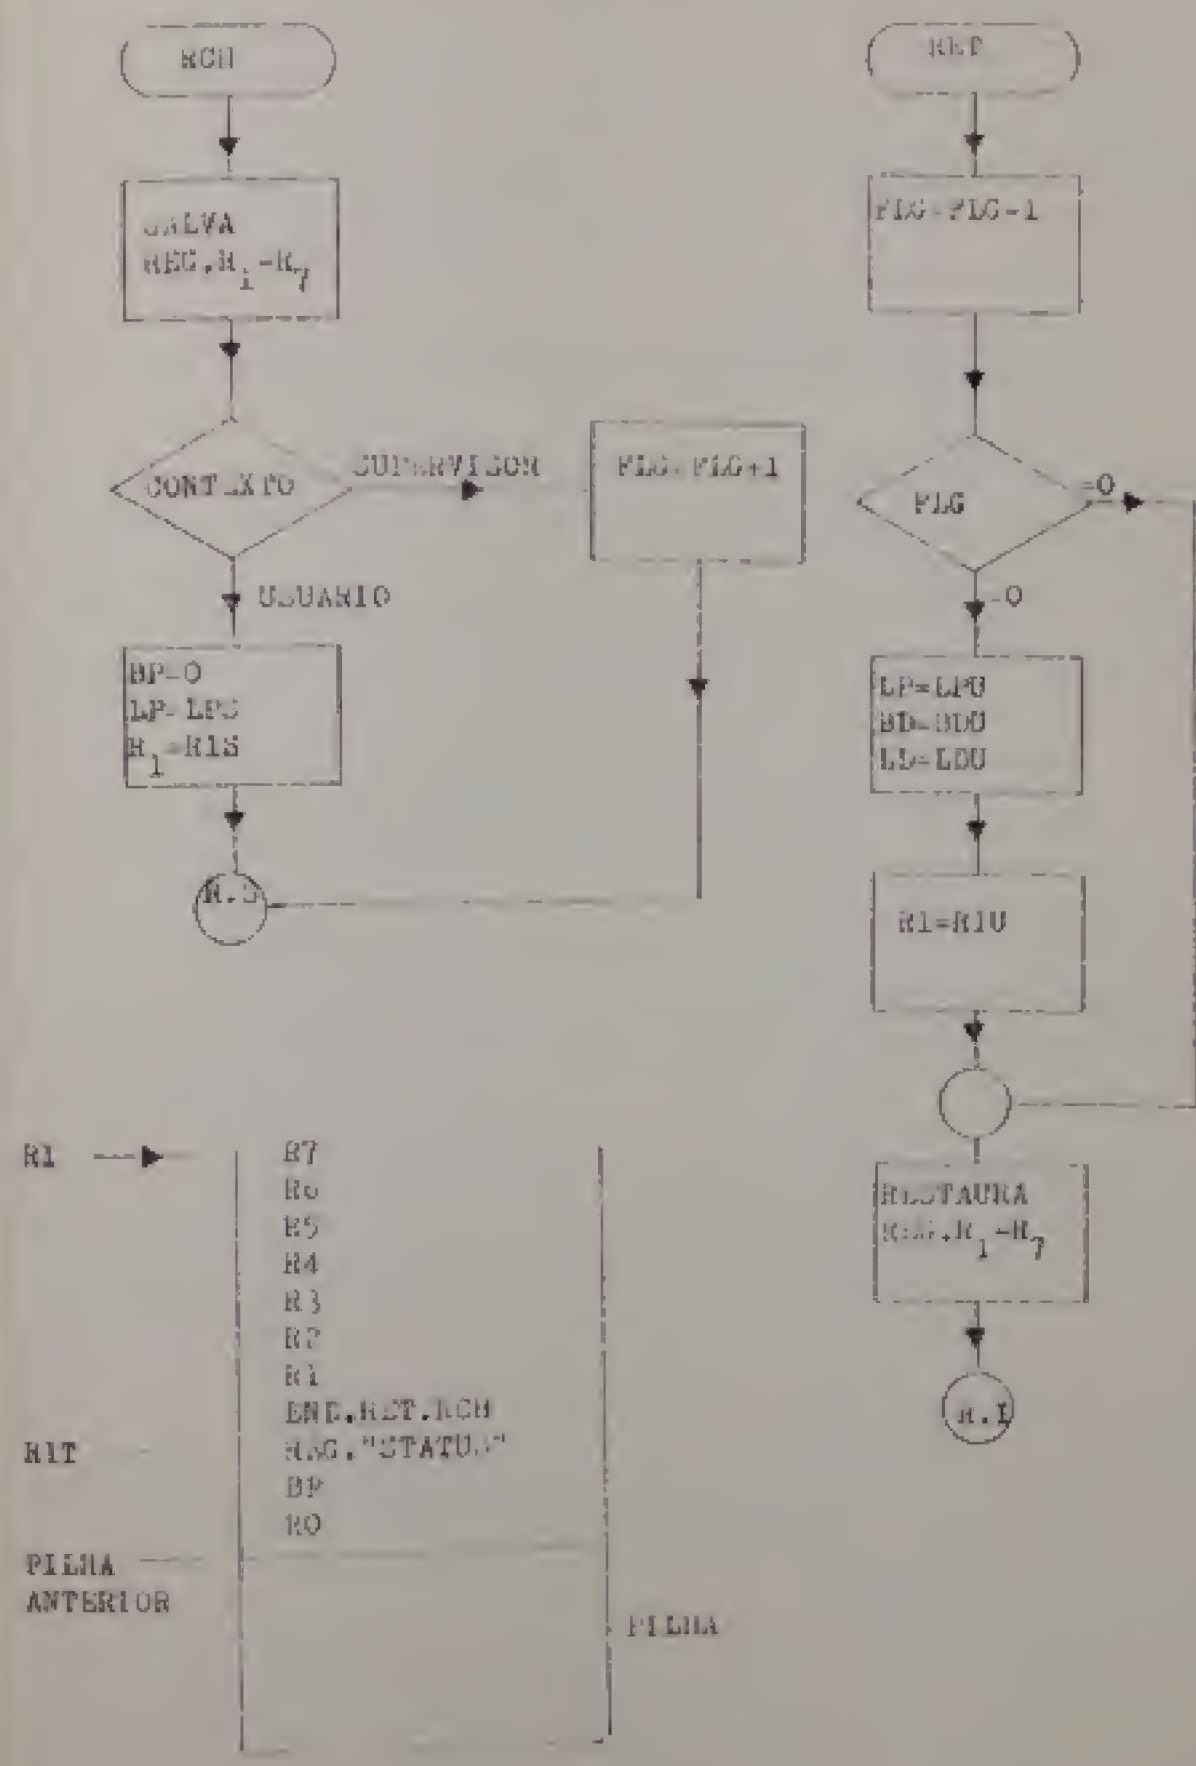 RCH
SALVA
REG.R1-R7
CONTEXTO
SUPERVISOR
FLG=FLG+1
USUARIO
BP=0
LP=LPS
R1=R1S
R.S
RET
FLG=FLG-1
FLG
=0
LP=LPU
BD=BDU
LD=LDU
R1=R1U
RESTAURA
REG.R1-R7
R.I
R1
R7
R6
R5
R4
R3
R2
R1
END.RET.RCH
R1T
REG."STATUS"
BP
R0
PILHA
ANTERIOR
PILHA